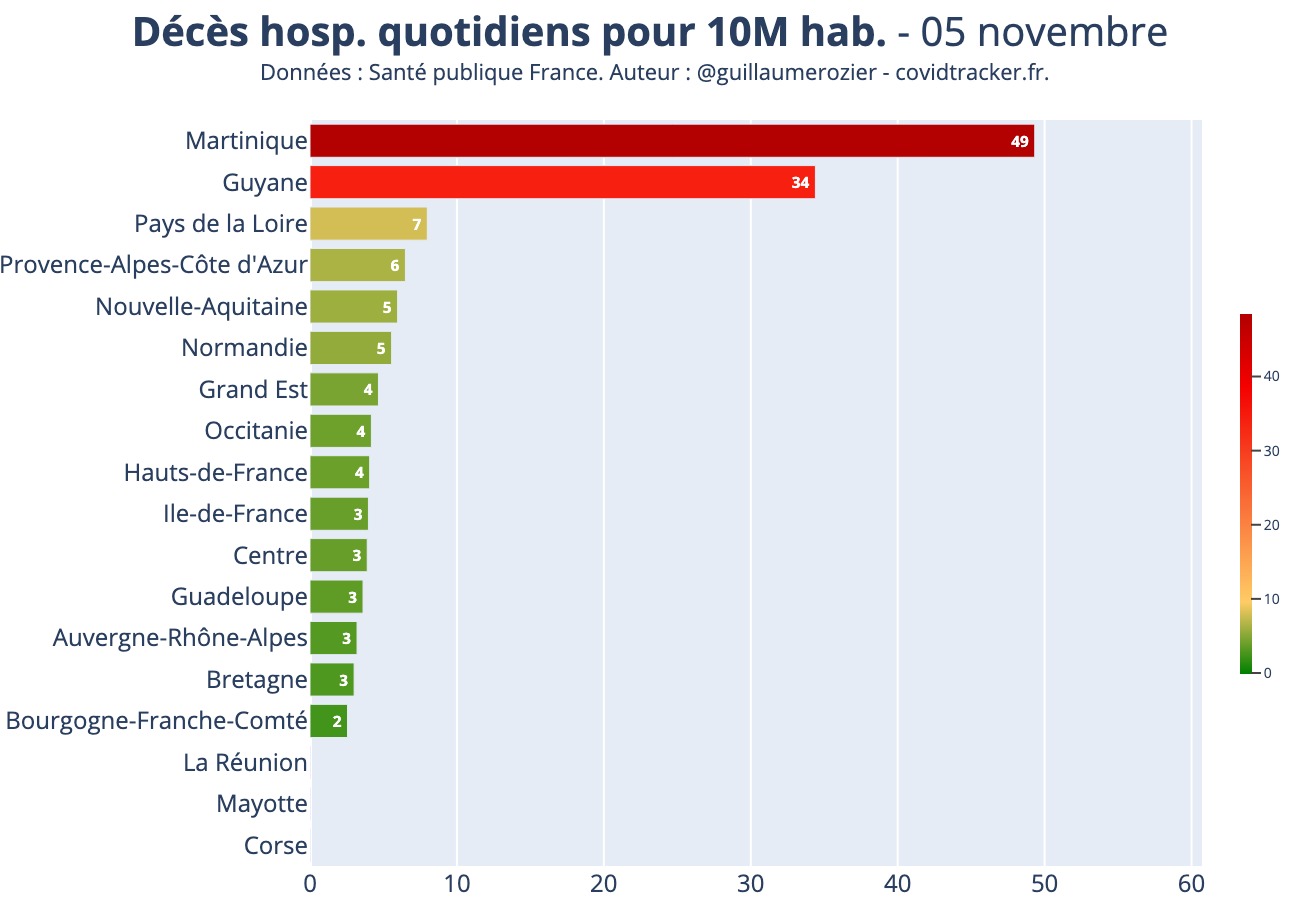 Décès hosp. quotidiens pour 10M hab. - 05 novembre
Données : Santé publique France. Auteur : @guillaumerozier - covidtracker.fr.
Martinique 49
Guyane 34
Pays de la Loire 7
Provence-Alpes-Côte d'Azur 6
Nouvelle-Aquitaine 5
Normandie 5
Grand Est 4
Occitanie 4
Hauts-de-France 4
Ile-de-France 3
Centre 3
Guadeloupe 3
Auvergne-Rhône-Alpes 3
Bretagne 3
Bourgogne-Franche-Comté 2
La Réunion
Mayotte
Corse
0 10 20 30 40 50 60
40
30
20
10
0